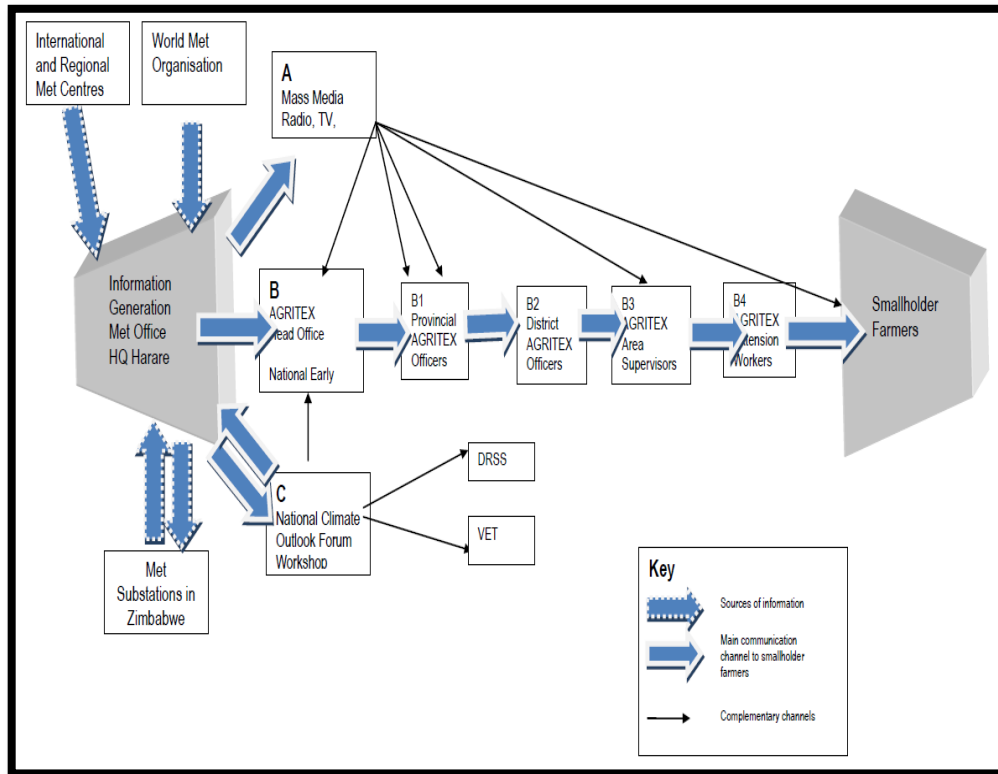 International
and Regional
Met Centres
World Met
Organisation
A
Mass Media
Radio, TV,
Information
Generation
Met Office
HQ Harare
B
AGRITEX
Head Office
National Early
B1
Provincial
AGRITEX
Officers
B2
District
AGRITEX
Officers
B3
AGRITEX
Area
Supervisors
B4
AGRITEX
Extension
Workers
Smallholder
Farmers
C
National Climate
Outlook Forum
Workshop
DRSS
VET
Met
Substations in
Zimbabwe
Key
Sources of information
Main communication
channel to smallholder
farmers
Complementary channels